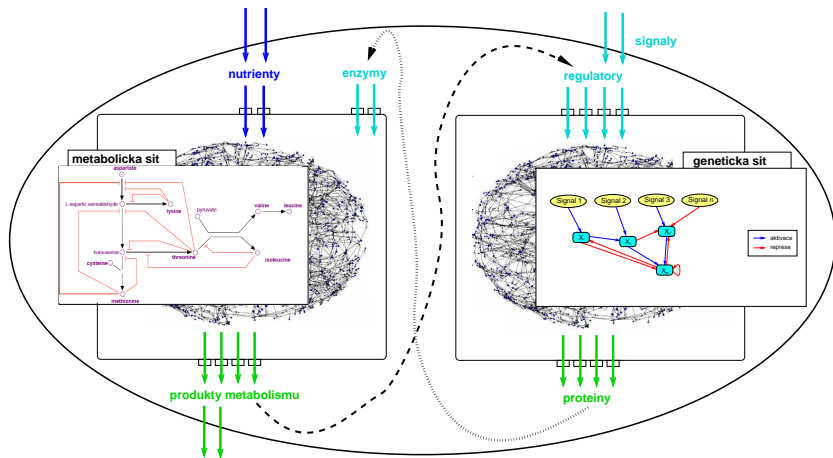 signaly
nutrienty
enzymy
regulatory
metabolicka sit
geneticka sit
aspartate
L-aspartic semialdehyde
lysine
pyruvate
valine
leucine
homoserine
threonine
isoleucine
cysteine
methionine
Signal 1
Signal 2
Signal 3
Signal n
aktivace
represe
produkty metabolismu
proteiny